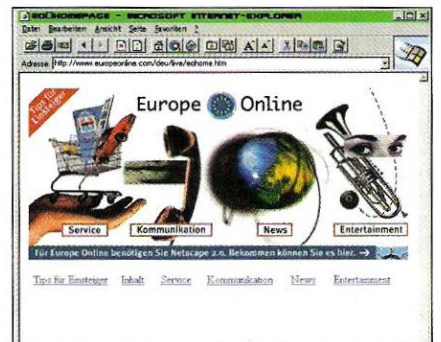 EO HOMEPAGE - MICROSOFT INTERNET-EXPLORER
Datei Bearbeiten Ansicht Seite Favoriten ?
Adresse http://www.europeonline.com/deu/live/eohome.htm
Tips für Einsteiger
Europe Online
Service Kommunikation News Entertainment
Für Europe Online benötigen Sie Netscape 2.0. Bekommen können Sie es hier. →
Tips für Einsteiger Inhalt Service Kommunikation News Entertainment